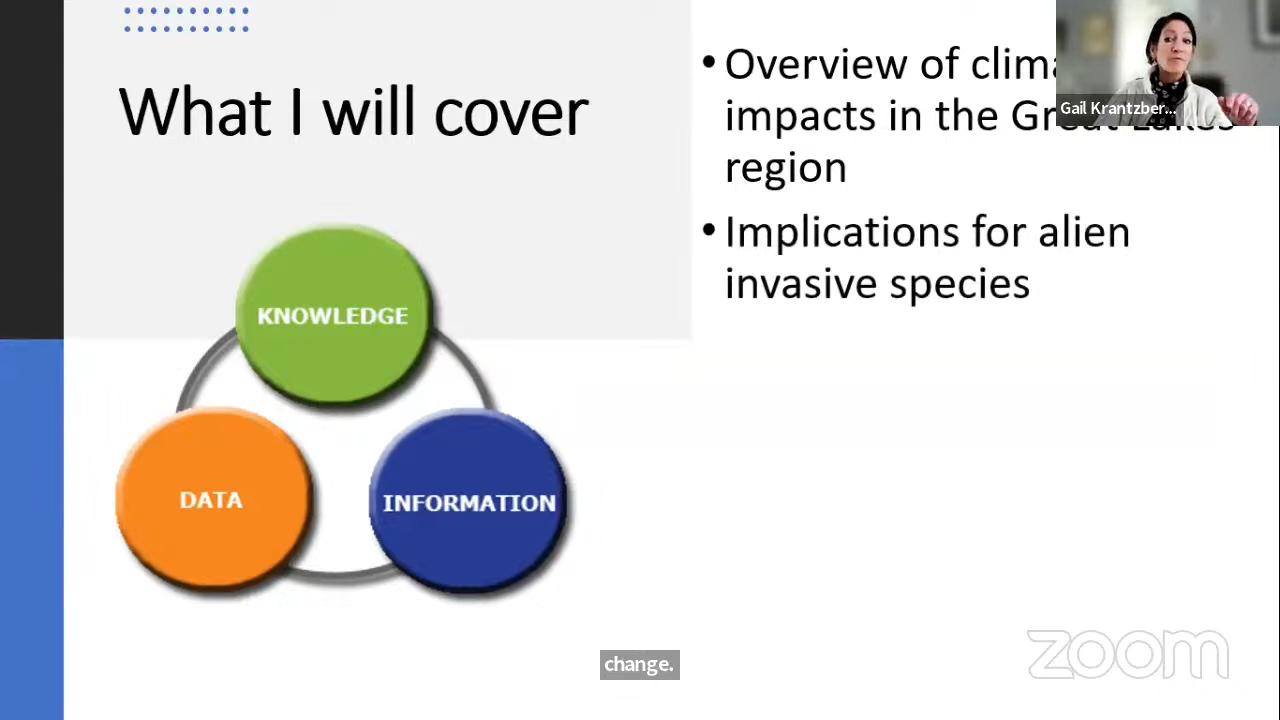 What I will cover
• Overview of clima
impacts in the Great Lakes
region
• Implications for alien
invasive species
Gail Krantzber...
KNOWLEDGE
DATA
INFORMATION
change.
zoom